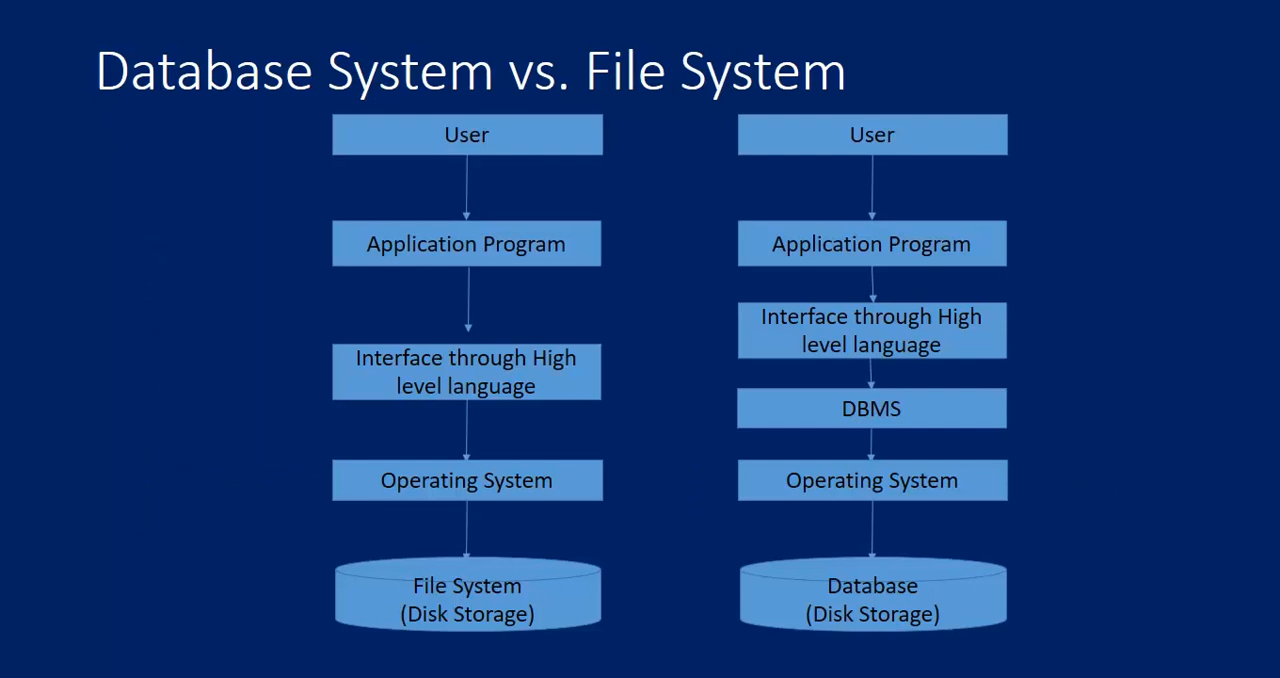 Database System vs. File System
User
Application Program
Interface through High
level language
Operating System
File System
(Disk Storage)
User
Application Program
Interface through High
level language
DBMS
Operating System
Database
(Disk Storage)